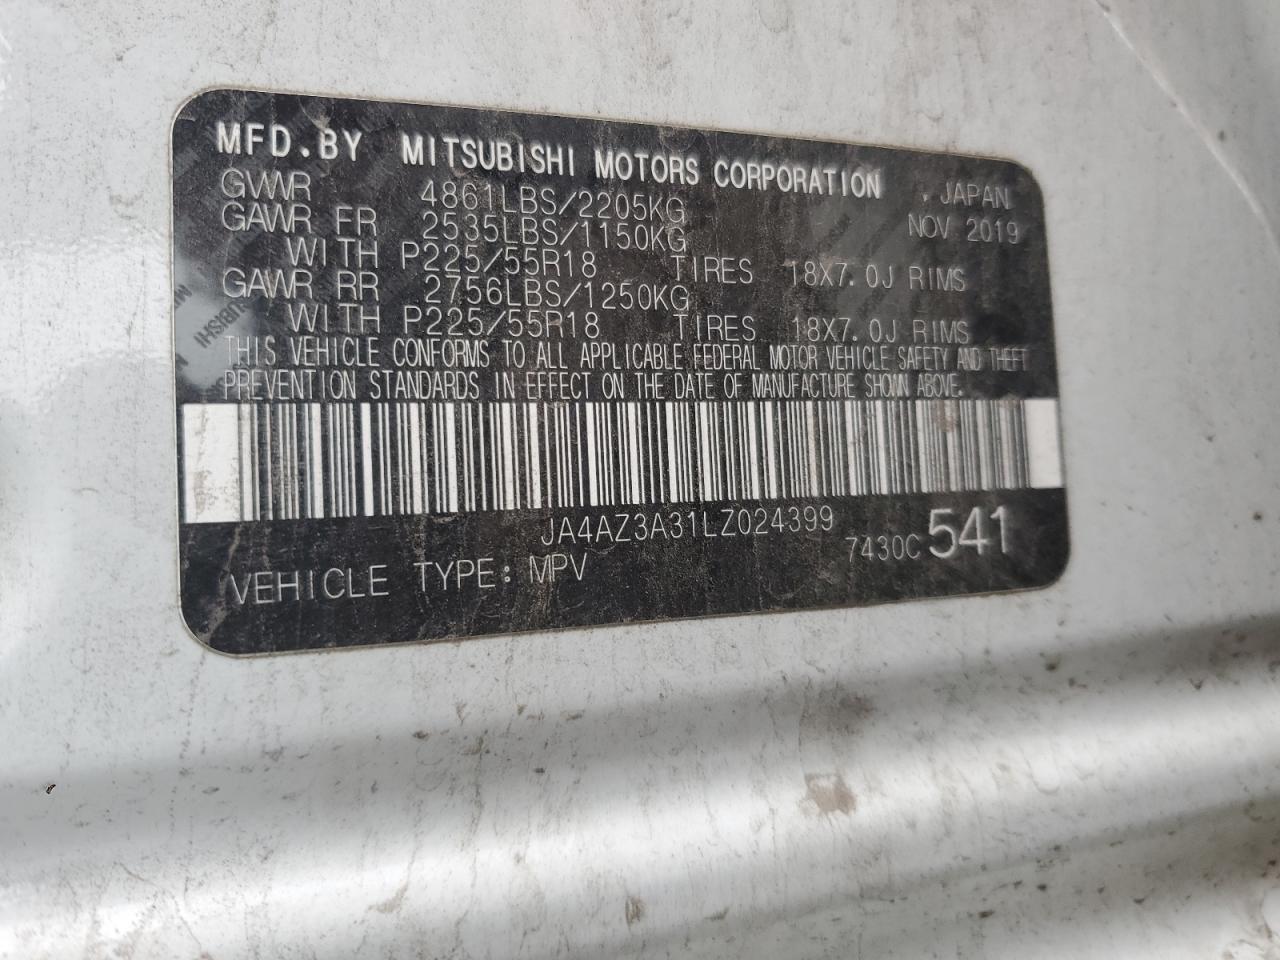 MFD.BY MITSUBISHI MOTORS CORPORATION , JAPAN
GVWR 4861LBS/2205KG NOV 2019
GAWR FR 2535LBS/1150KG
WITH P225/55R18 TIRES 18X7.0J RIMS
GAWR RR 2756LBS/1250KG
WITH P225/55R18 TIRES 18X7.0J RIMS
THIS VEHICLE CONFORMS TO ALL APPLICABLE FEDERAL MOTOR VEHICLE SAFETY AND THEFT
PREVENTION STANDARDS IN EFFECT ON THE DATE OF MANUFACTURE SHOWN ABOVE.
JA4AZ3A31LZ024399
VEHICLE TYPE: MPV 7430C 541